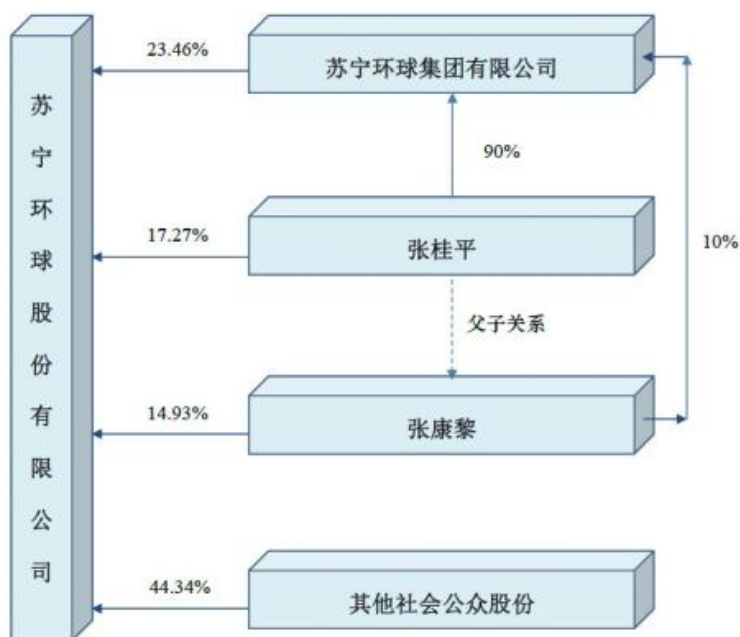 苏宁环球股份有限公司
23.46%
苏宁环球集团有限公司
90%
17.27%
张桂平
10%
父子关系
14.93%
张康黎
44.34%
其他社会公众股份